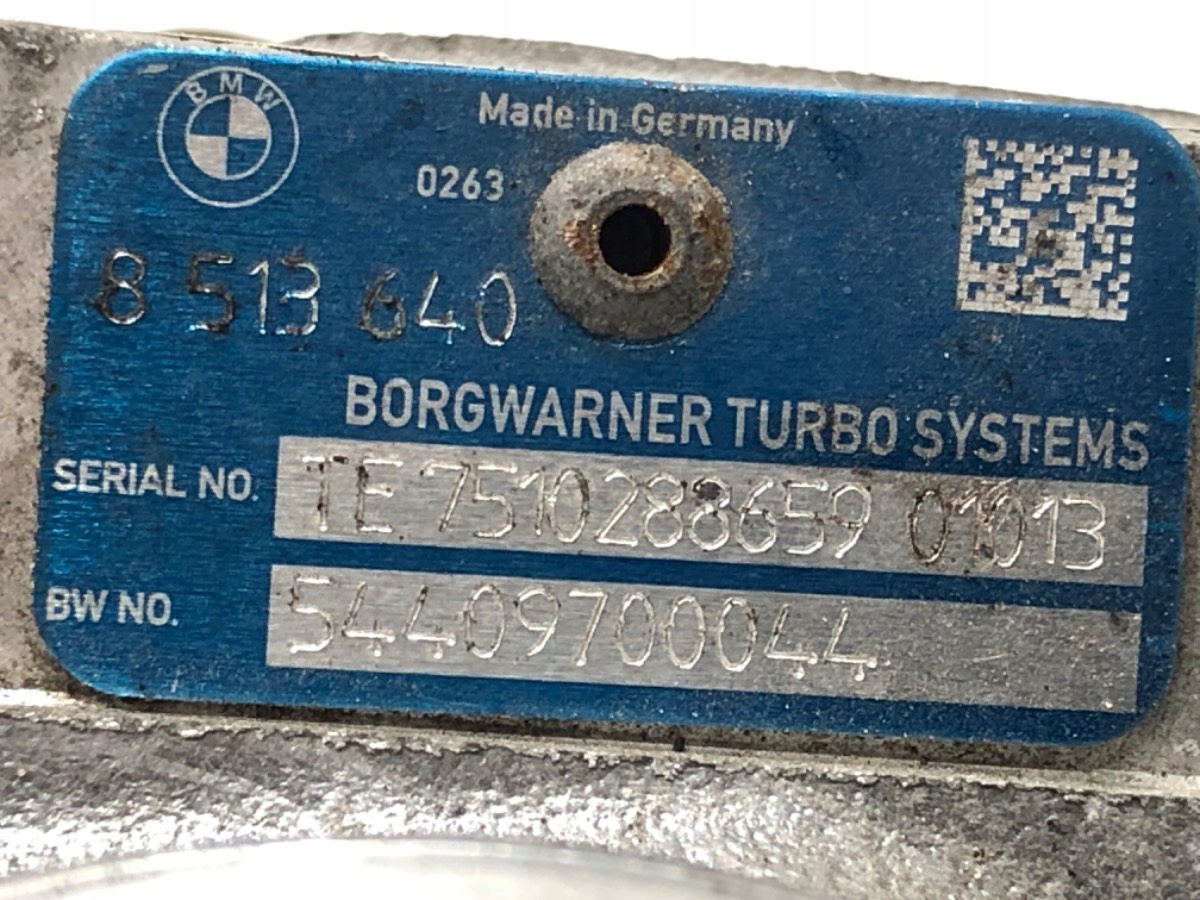 BMW
Made in Germany
0263
8 513 640
BORGWARNER TURBO SYSTEMS
SERIAL NO. TE 7510288659 01013
BW NO. 54409700044